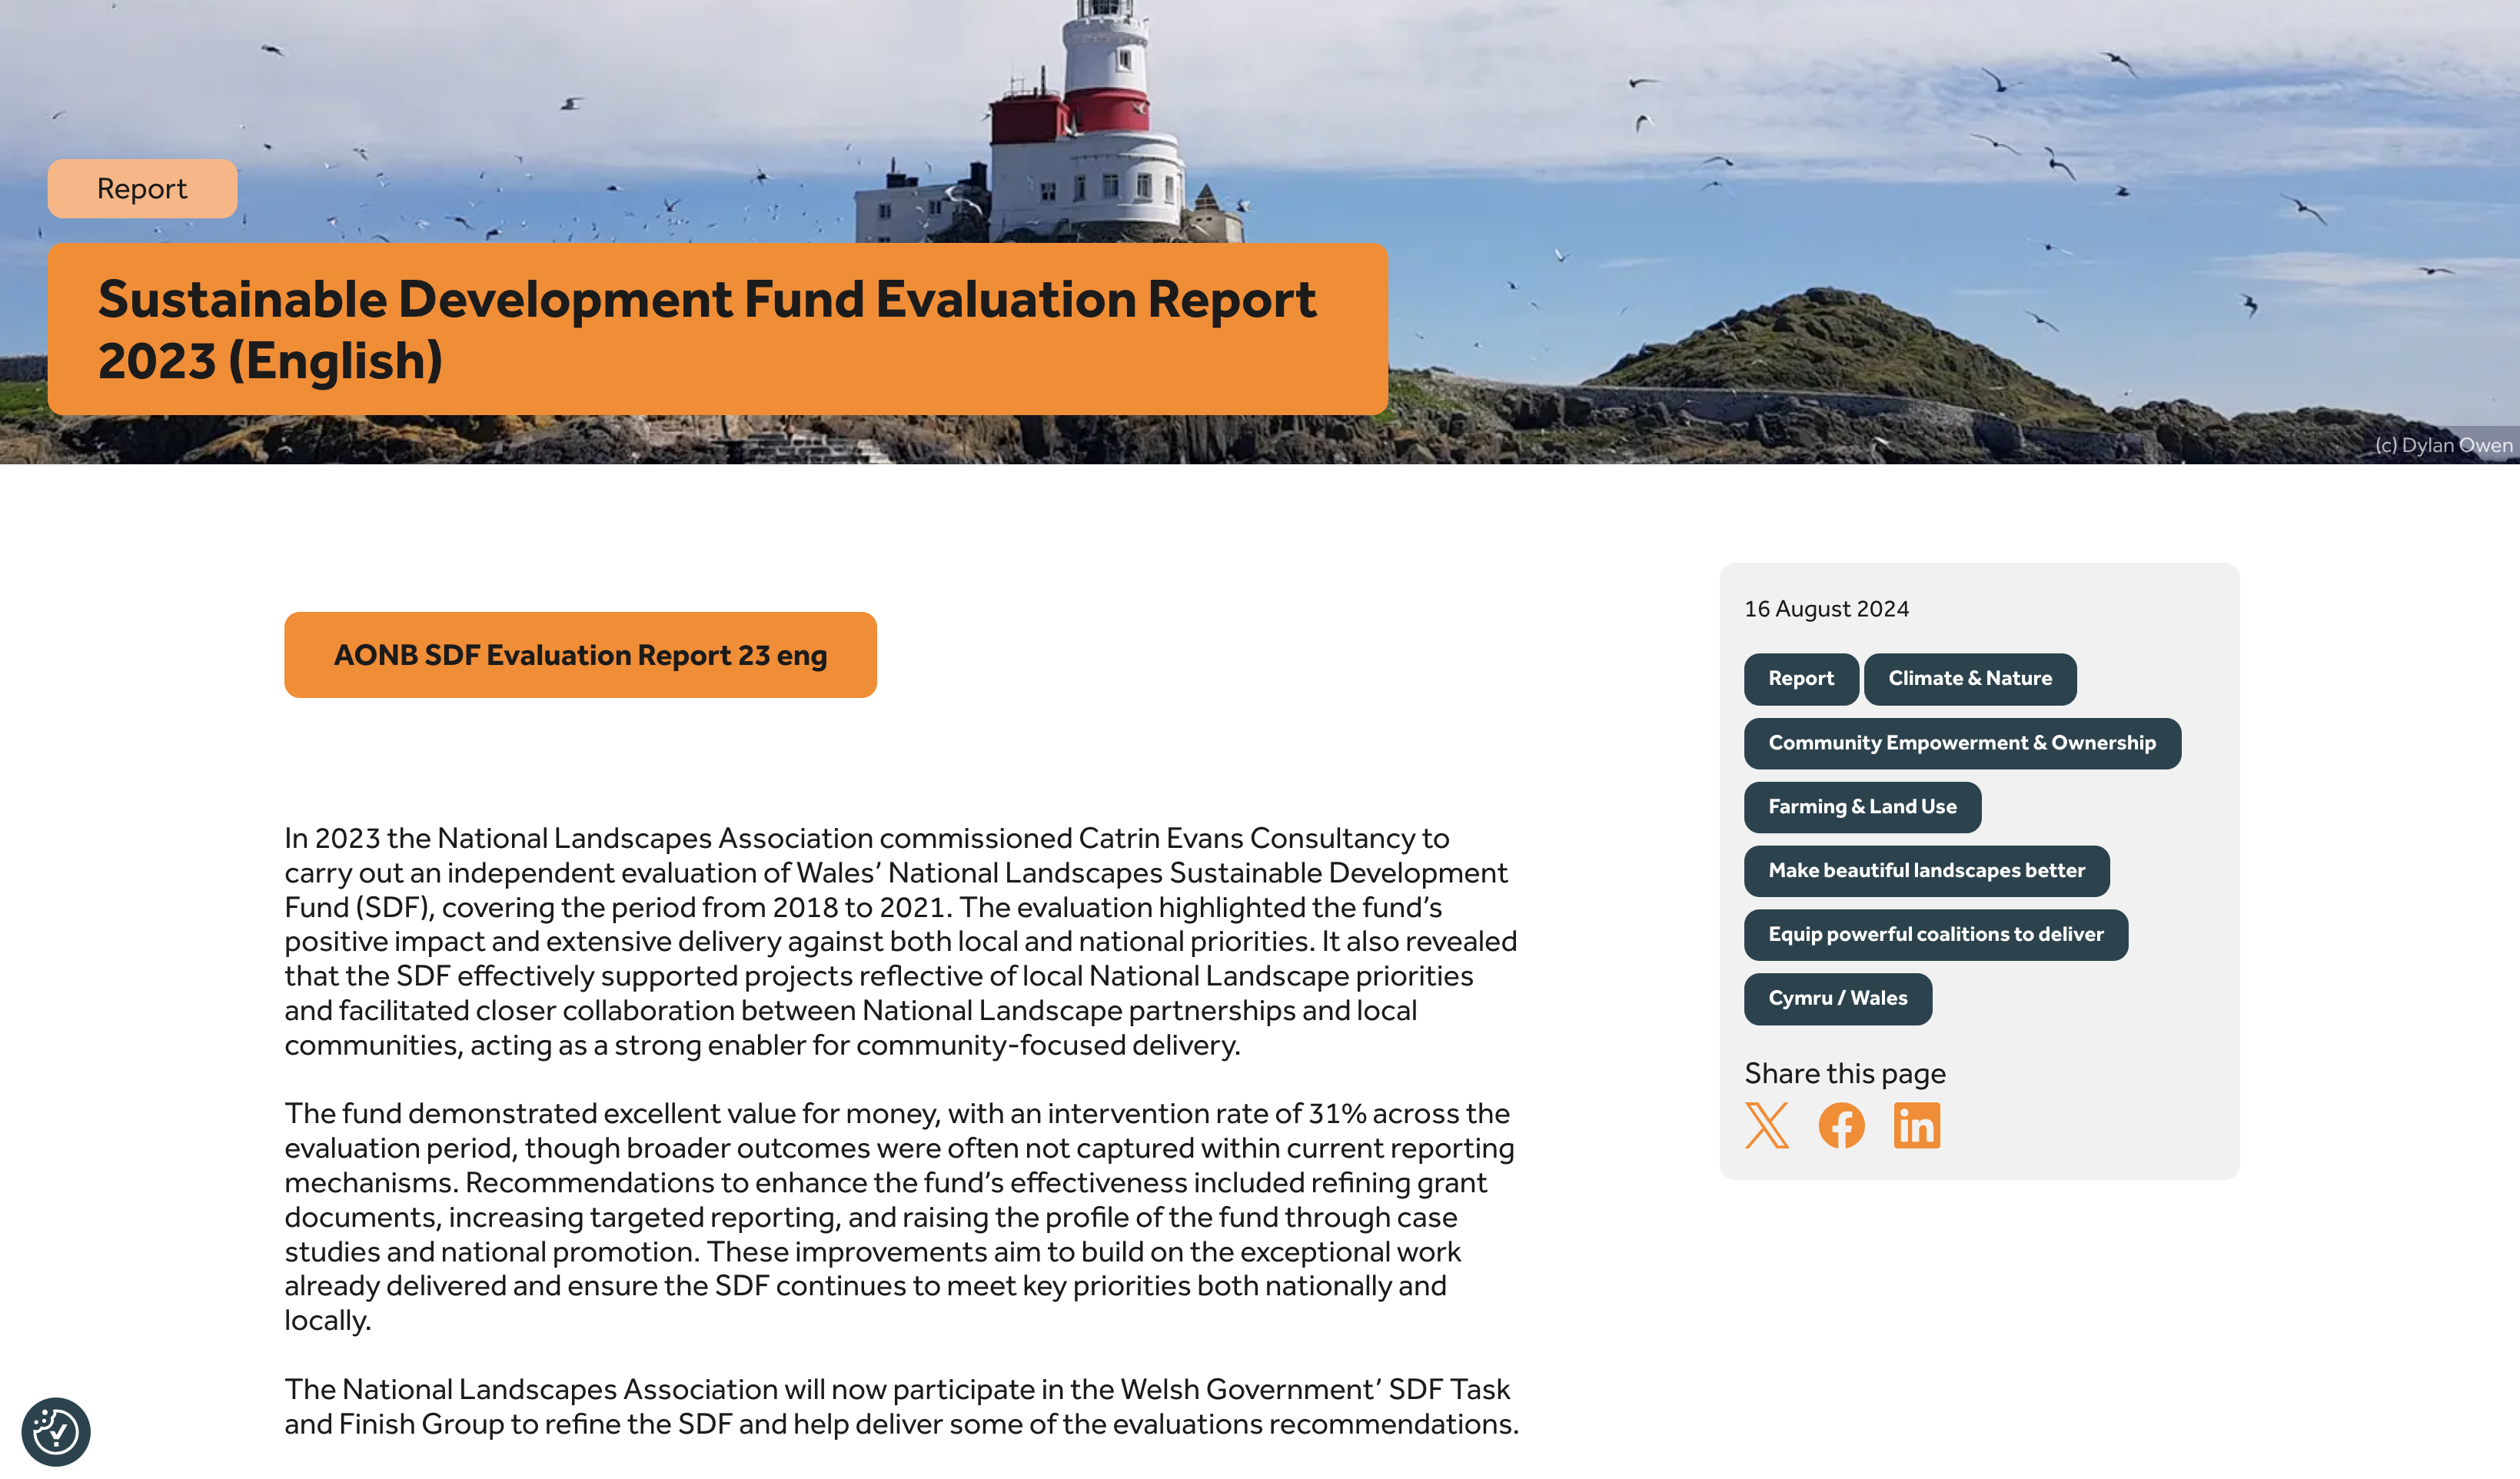 Report
Sustainable Development Fund Evaluation Report
2023 (English)
(c) Dylan Owen
AONB SDF Evaluation Report 23 eng
In 2023 the National Landscapes Association commissioned Catrin Evans Consultancy to
carry out an independent evaluation of Wales’ National Landscapes Sustainable Development
Fund (SDF), covering the period from 2018 to 2021. The evaluation highlighted the fund’s
positive impact and extensive delivery against both local and national priorities. It also revealed
that the SDF effectively supported projects reflective of local National Landscape priorities
and facilitated closer collaboration between National Landscape partnerships and local
communities, acting as a strong enabler for community-focused delivery.
The fund demonstrated excellent value for money, with an intervention rate of 31% across the
evaluation period, though broader outcomes were often not captured within current reporting
mechanisms. Recommendations to enhance the fund’s effectiveness included refining grant
documents, increasing targeted reporting, and raising the profile of the fund through case
studies and national promotion. These improvements aim to build on the exceptional work
already delivered and ensure the SDF continues to meet key priorities both nationally and
locally.
The National Landscapes Association will now participate in the Welsh Government’ SDF Task
and Finish Group to refine the SDF and help deliver some of the evaluations recommendations.
16 August 2024
Report
Climate & Nature
Community Empowerment & Ownership
Farming & Land Use
Make beautiful landscapes better
Equip powerful coalitions to deliver
Cymru / Wales
Share this page